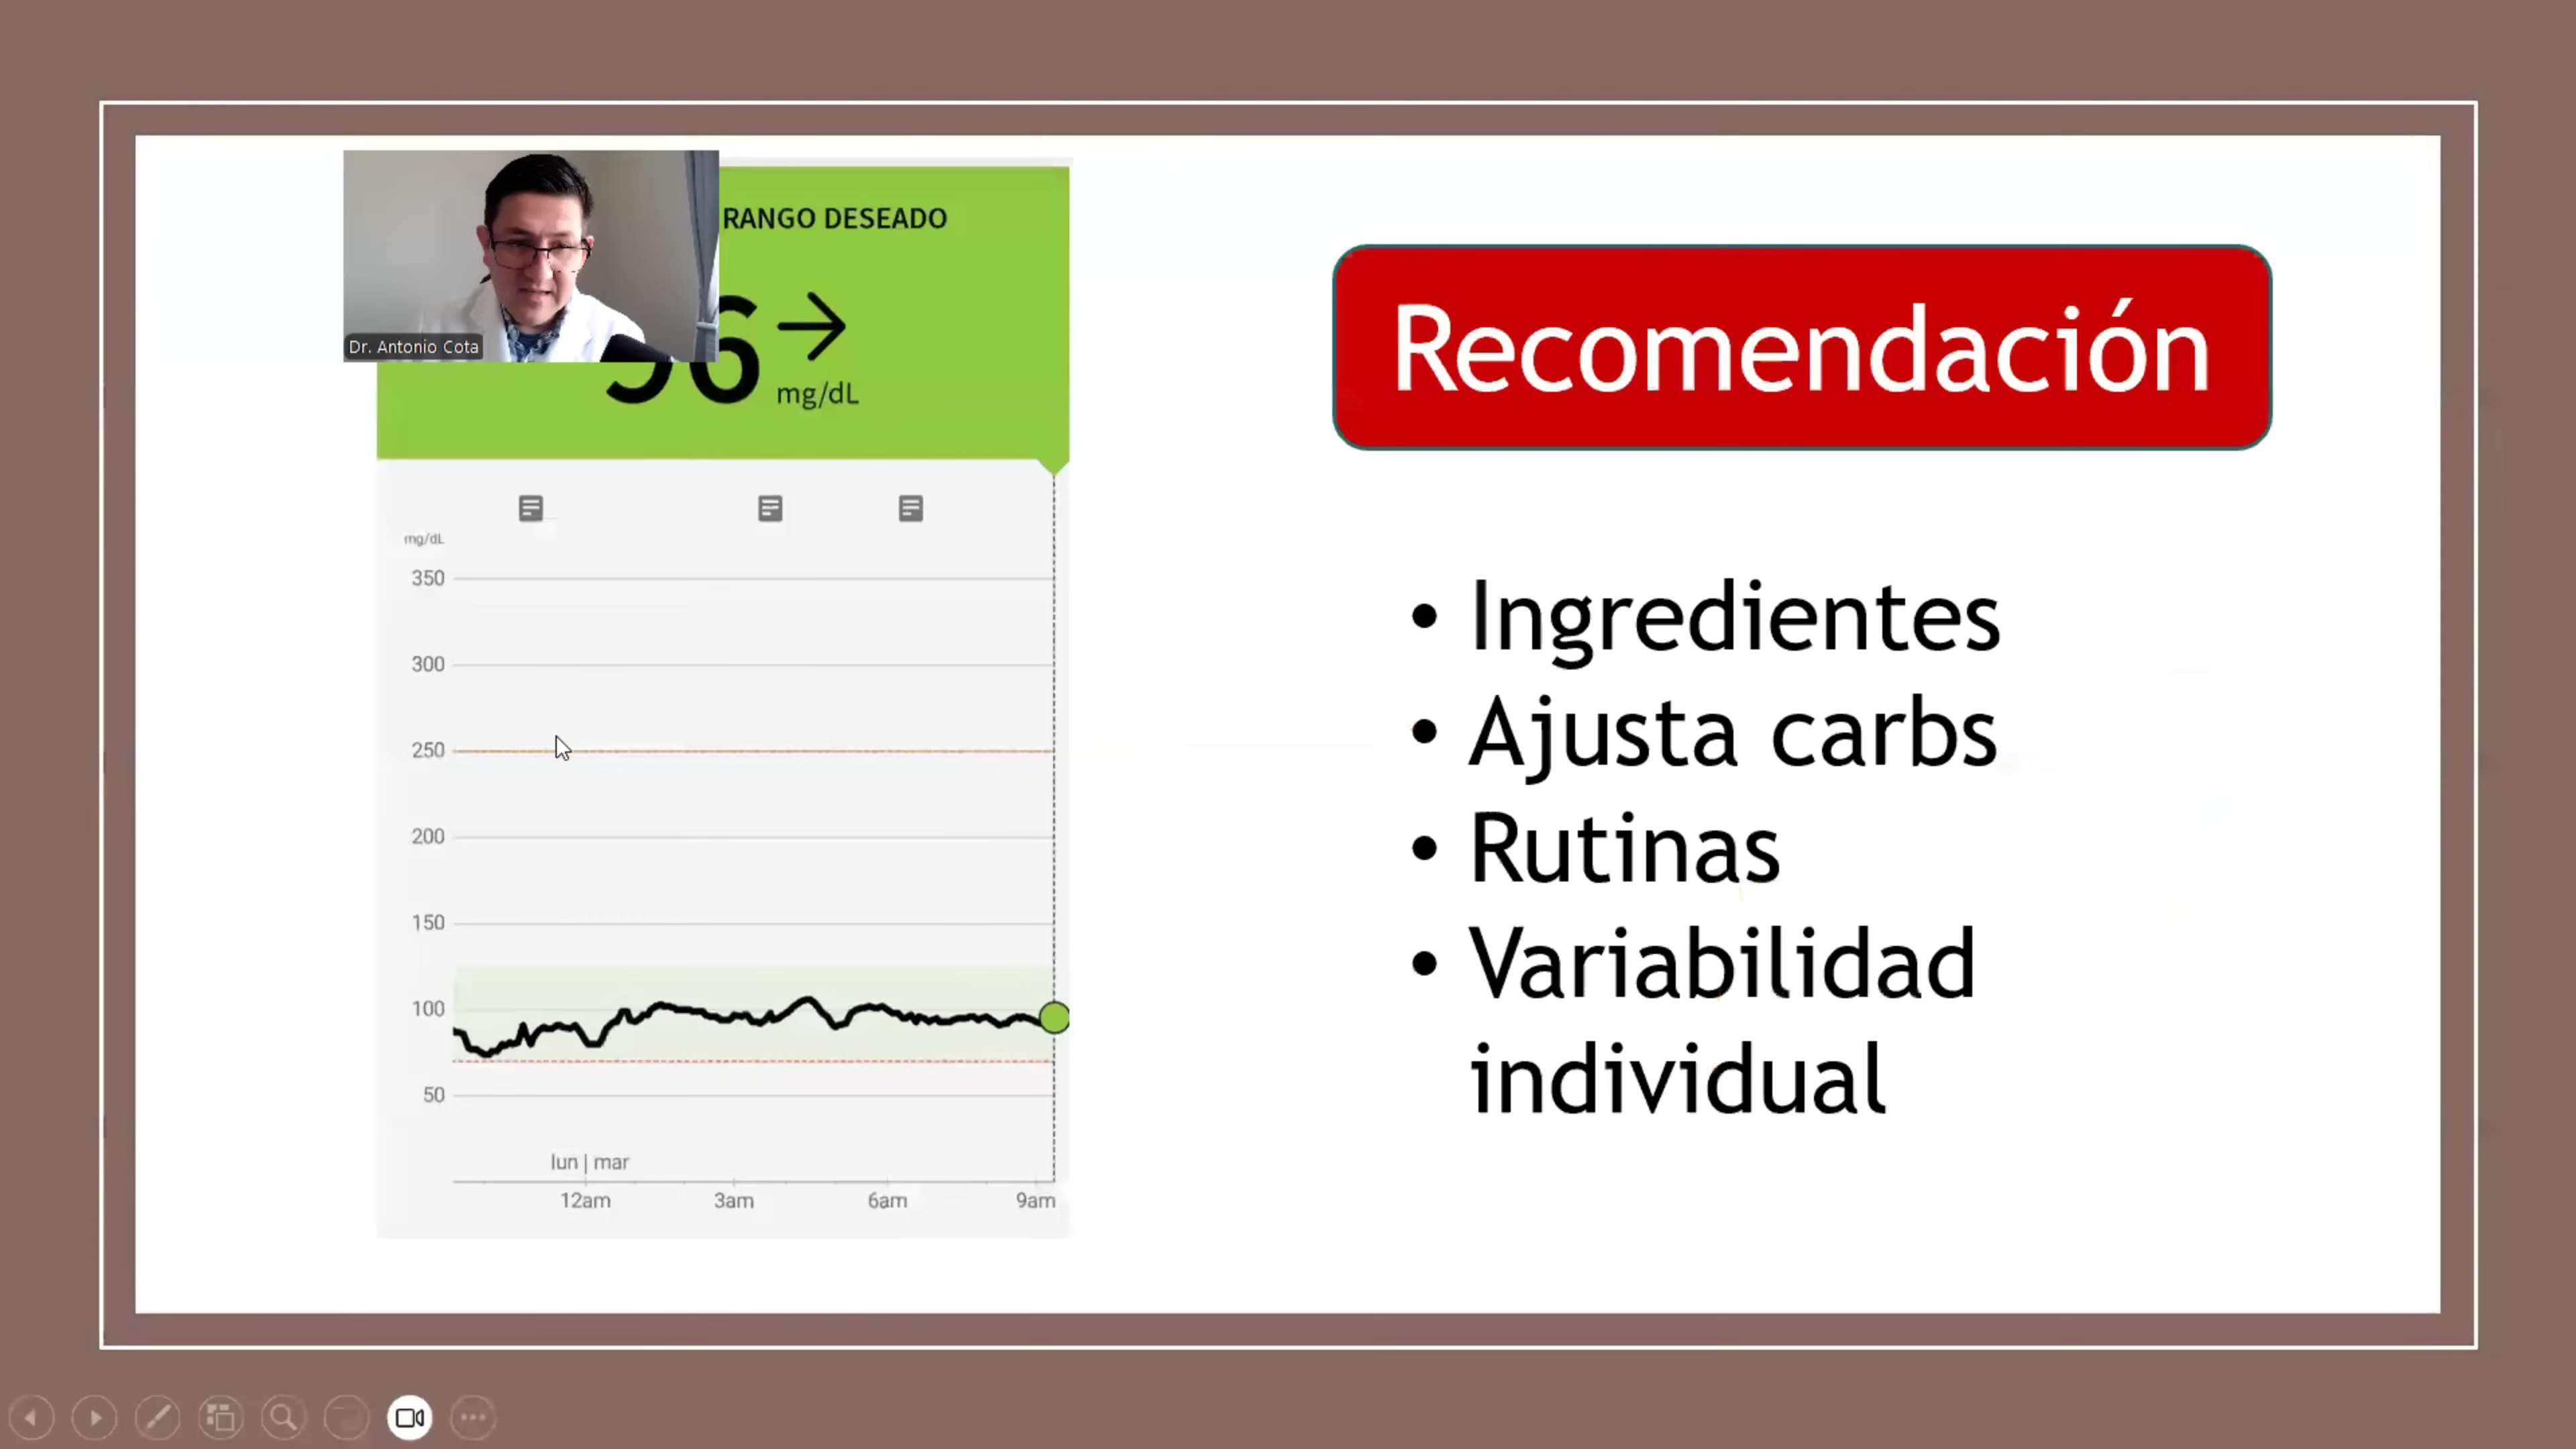 RANGO DESEADO
Dr. Antonio Cota
mg/dL
mg/dL
350
300
250
200
150
100
50
lun | mar
12am 3am 6am 9am
Recomendación
• Ingredientes
• Ajusta carbs
• Rutinas
• Variabilidad
individual